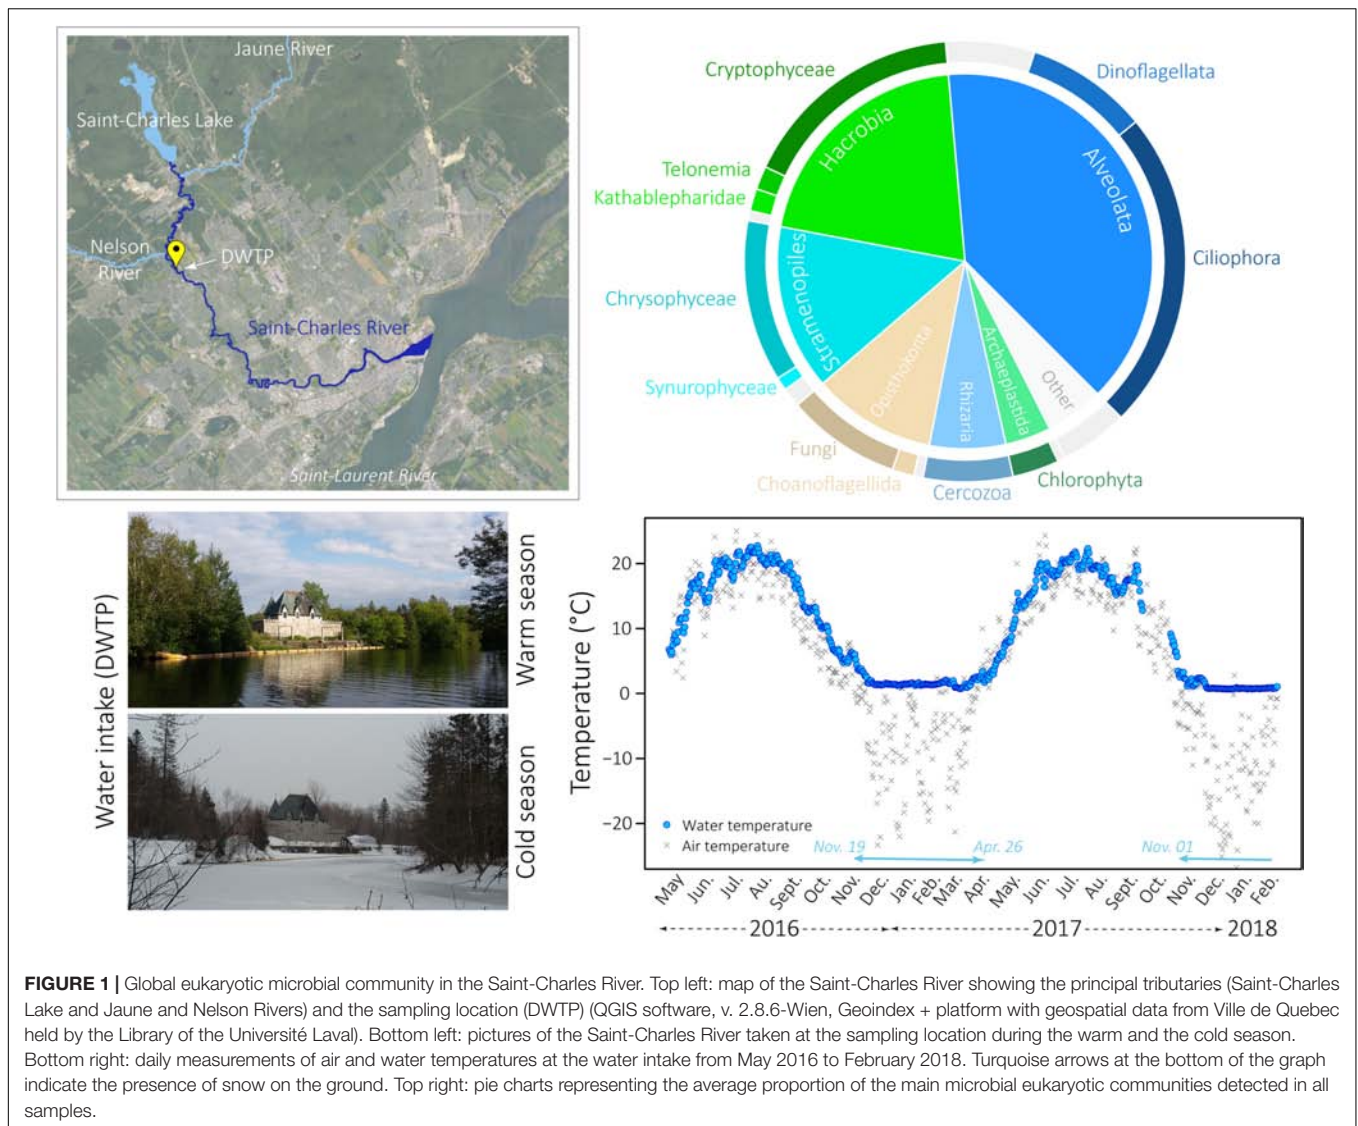 Jaune River
Saint-Charles Lake
Nelson
River
DWTP
Saint-Charles River
Saint-Laurent River
Cryptophyceae
Dinoflagellata
Hacrobia
Alveolata
Telonemia
Kathablepharidae
Ciliophora
Chrysophyceae
Stramenopiles
Opisthokonta
Rhizaria
Archaeplastida
Other
Synurophyceae
Fungi
Choanoflagellida
Cercozoa
Chlorophyta
Water intake (DWTP)
Warm season
Cold season
Temperature (°C)
20
10
0
−10
−20
Water temperature
Air temperature
Nov. 19
Apr. 26
Nov. 01
May
Jun.
Jul.
Au.
Sept.
Oct.
Nov.
Dec.
Jan.
Feb.
Mar.
Apr.
May.
Jun.
Jul.
Au.
Sept.
Oct.
Nov.
Dec.
Jan.
Feb.
2016
2017
2018
FIGURE 1 | Global eukaryotic microbial community in the Saint-Charles River. Top left: map of the Saint-Charles River showing the principal tributaries (Saint-Charles
Lake and Jaune and Nelson Rivers) and the sampling location (DWTP) (QGIS software, v. 2.8.6-Wien, Geoindex + platform with geospatial data from Ville de Quebec
held by the Library of the Université Laval). Bottom left: pictures of the Saint-Charles River taken at the sampling location during the warm and the cold season.
Bottom right: daily measurements of air and water temperatures at the water intake from May 2016 to February 2018. Turquoise arrows at the bottom of the graph
indicate the presence of snow on the ground. Top right: pie charts representing the average proportion of the main microbial eukaryotic communities detected in all
samples.